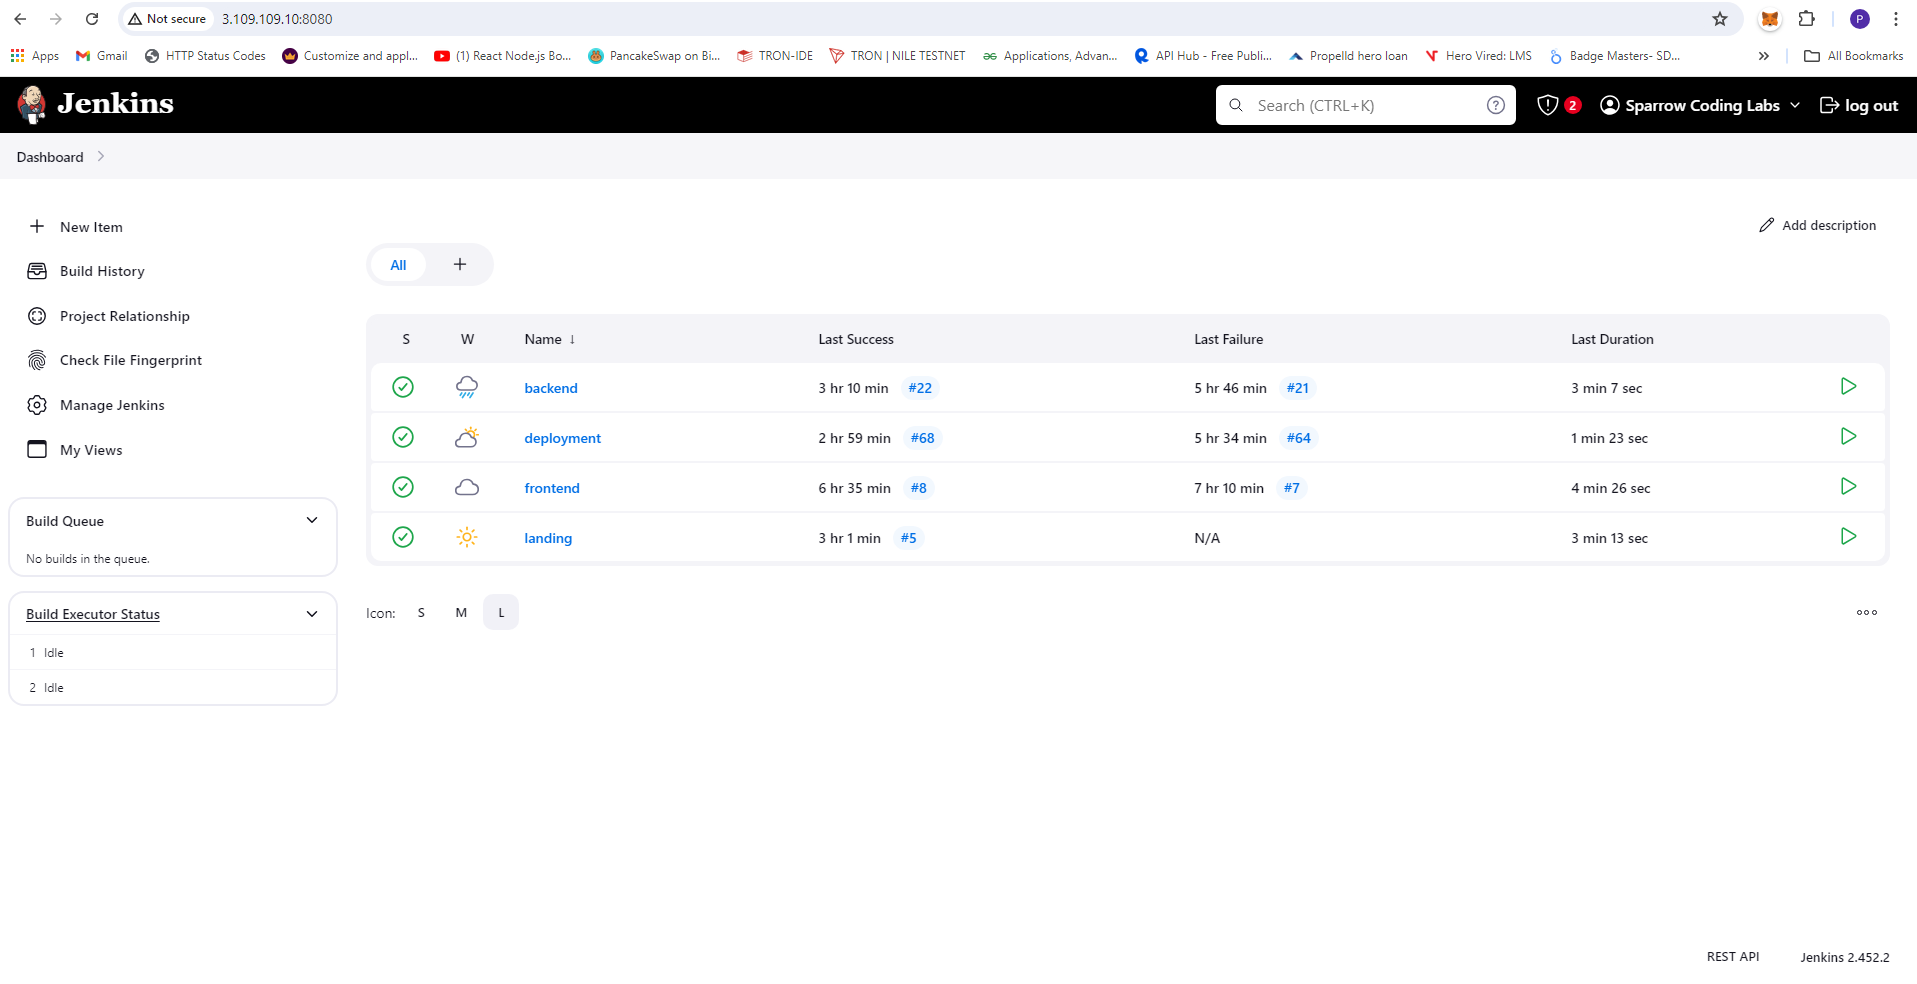 Not secure 3.109.109.10:8080 P
Apps Gmail HTTP Status Codes Customize and appl... (1) React Node.js Bo... PancakeSwap on Bi... TRON-IDE TRON | NILE TESTNET Applications, Advan... API Hub - Free Publi... Propelld hero loan Hero Vired: LMS Badge Masters- SD... » All Bookmarks
Jenkins Search (CTRL+K) ? 2 Sparrow Coding Labs log out
Dashboard
New Item
Add description
All +
Build History
Project Relationship
Check File Fingerprint
Manage Jenkins
My Views
S W Name ↓ Last Success Last Failure Last Duration
backend 3 hr 10 min #22 5 hr 46 min #21 3 min 7 sec
deployment 2 hr 59 min #68 5 hr 34 min #64 1 min 23 sec
frontend 6 hr 35 min #8 7 hr 10 min #7 4 min 26 sec
landing 3 hr 1 min #5 N/A 3 min 13 sec
Build Queue
No builds in the queue.
Build Executor Status
1 Idle
2 Idle
Icon: S M L
REST API Jenkins 2.452.2